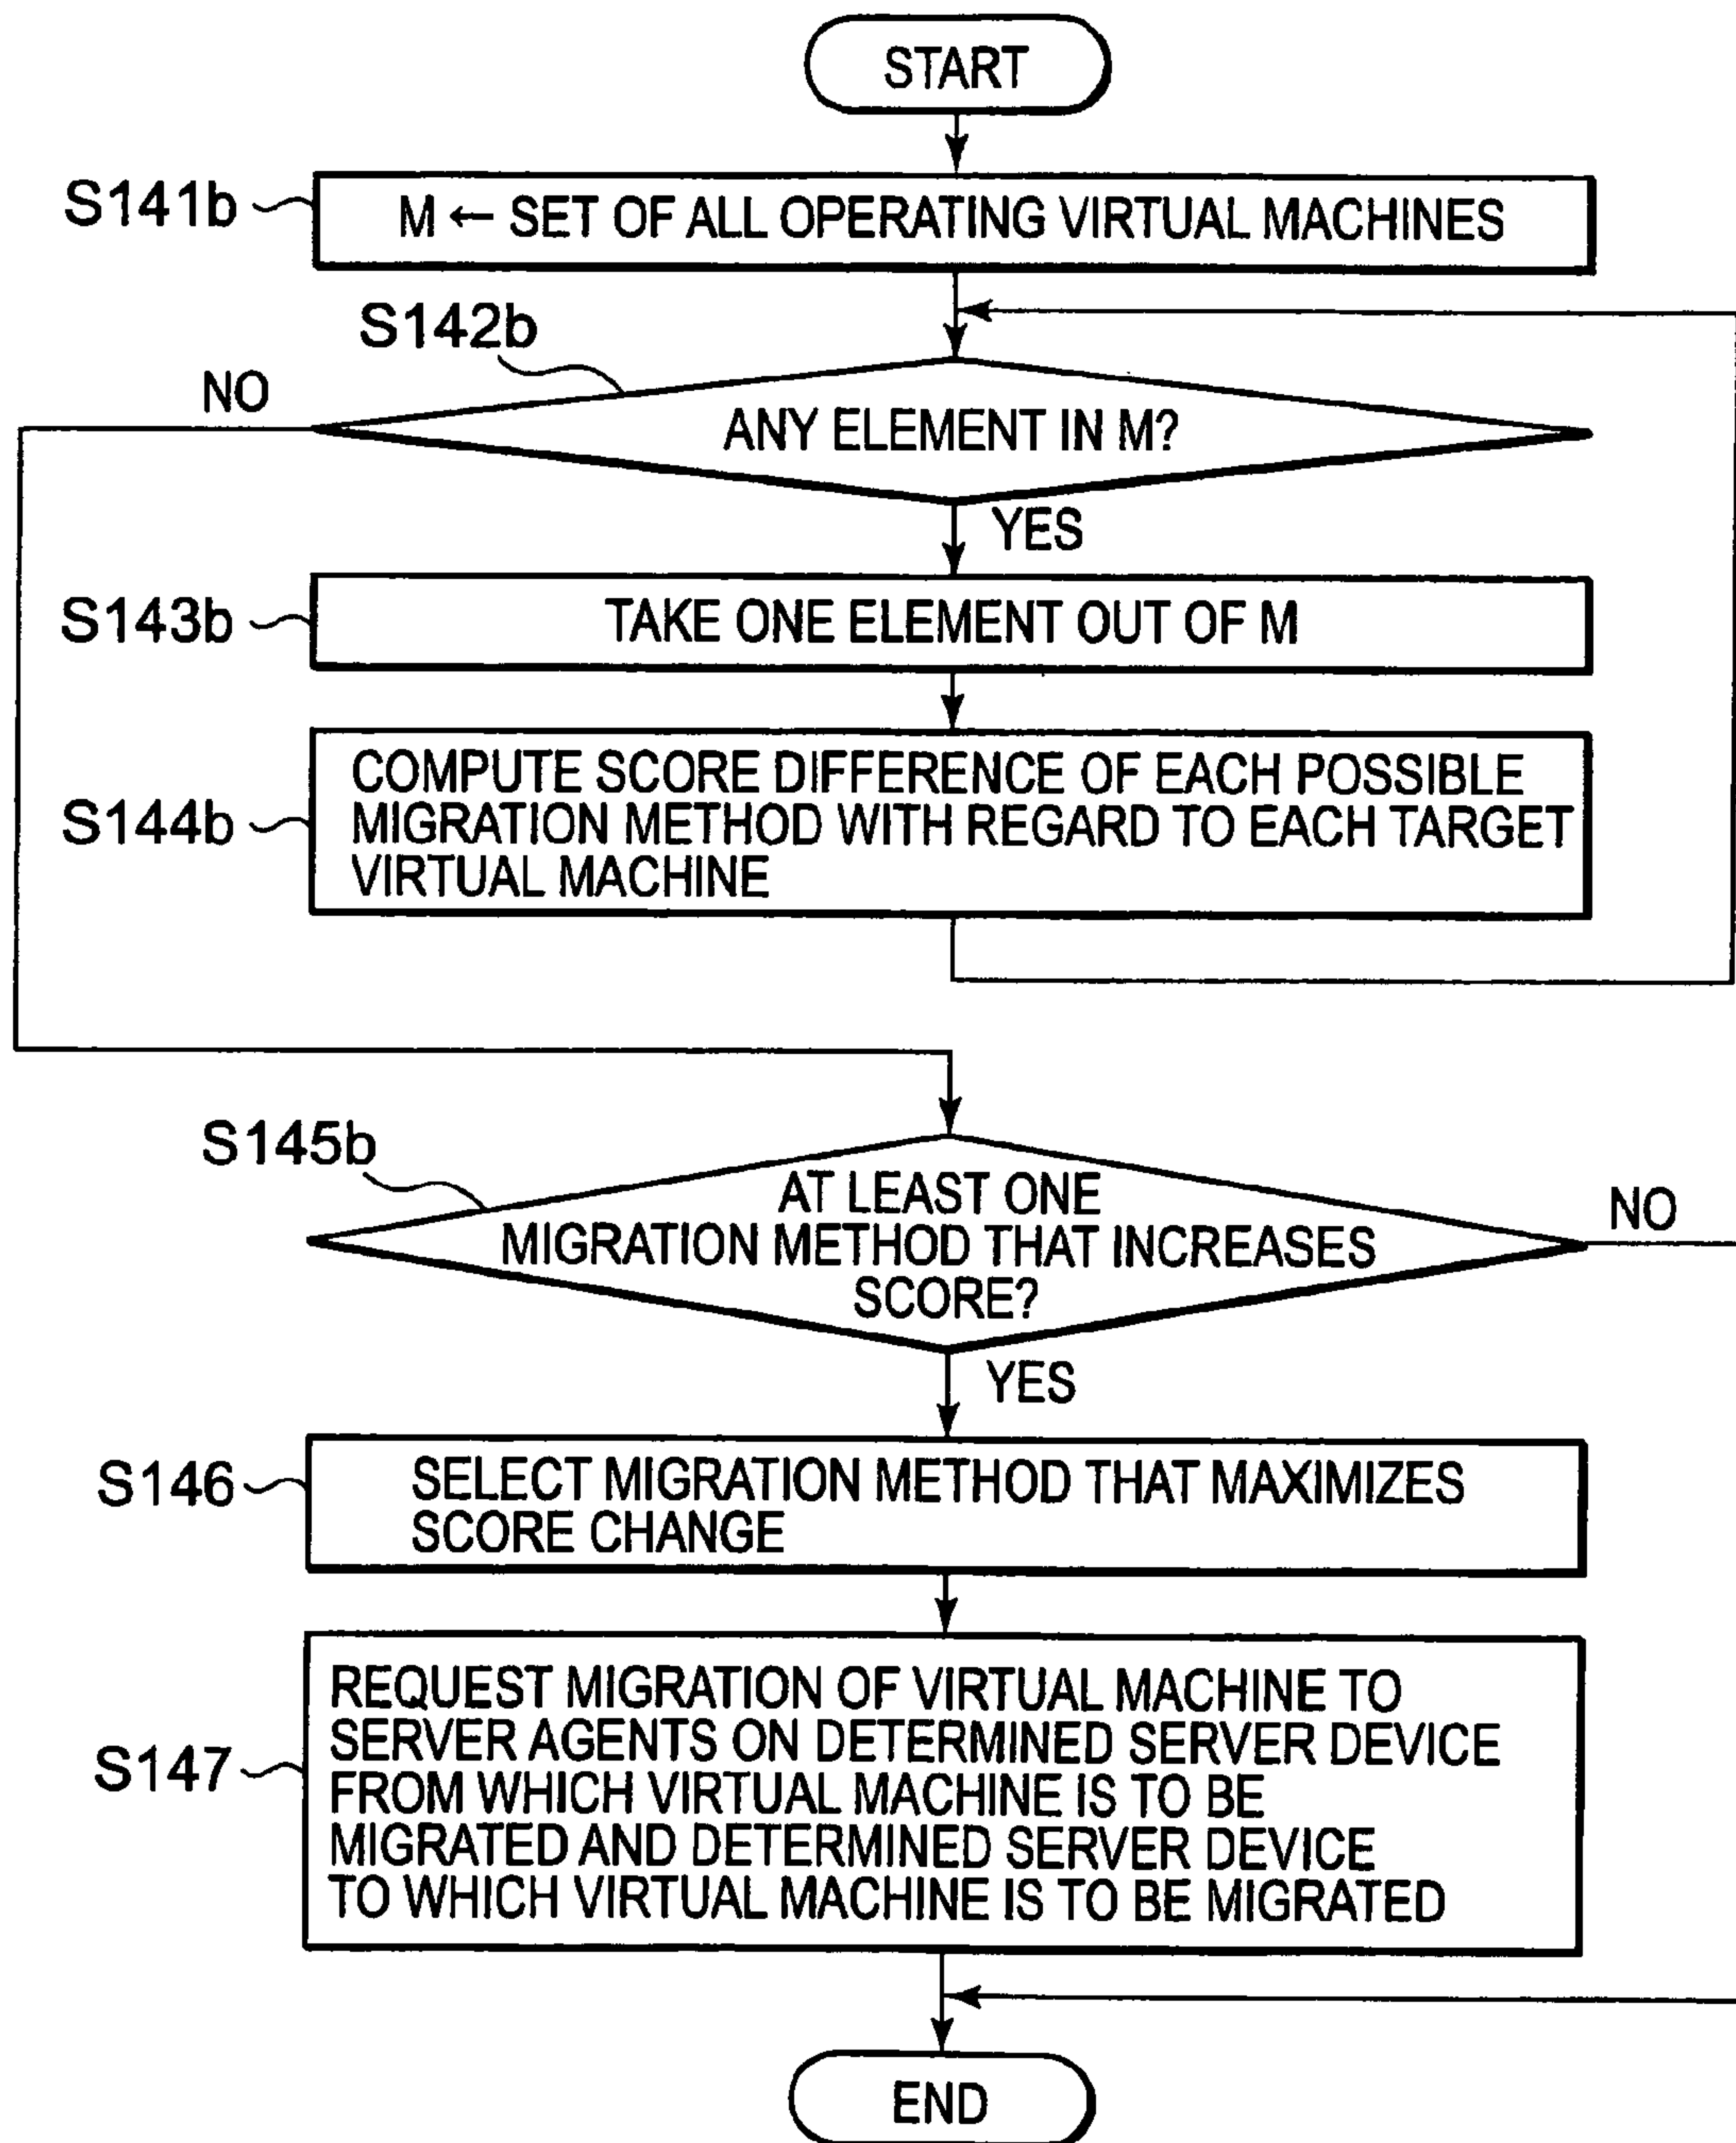 START
S141b
M ← SET OF ALL OPERATING VIRTUAL MACHINES
S142b
NO
ANY ELEMENT IN M?
YES
S143b
TAKE ONE ELEMENT OUT OF M
S144b
COMPUTE SCORE DIFFERENCE OF EACH POSSIBLE
MIGRATION METHOD WITH REGARD TO EACH TARGET
VIRTUAL MACHINE
S145b
AT LEAST ONE
MIGRATION METHOD THAT INCREASES
SCORE?
NO
YES
S146
SELECT MIGRATION METHOD THAT MAXIMIZES
SCORE CHANGE
S147
REQUEST MIGRATION OF VIRTUAL MACHINE TO
SERVER AGENTS ON DETERMINED SERVER DEVICE
FROM WHICH VIRTUAL MACHINE IS TO BE
MIGRATED AND DETERMINED SERVER DEVICE
TO WHICH VIRTUAL MACHINE IS TO BE MIGRATED
END